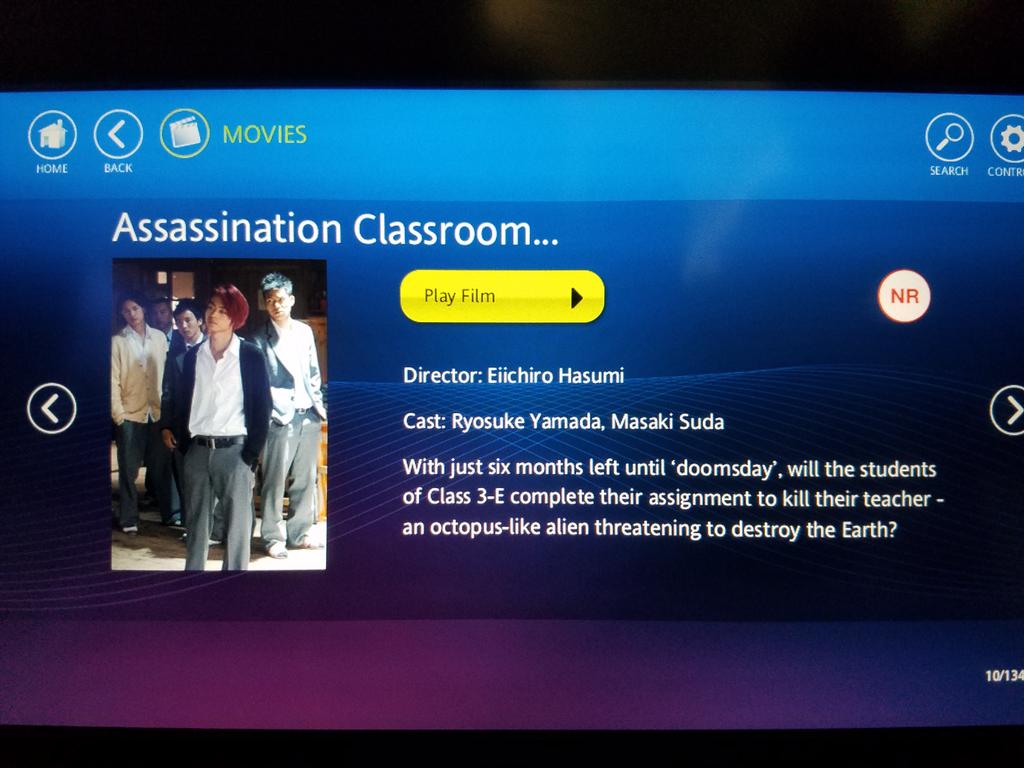 MOVIES
HOME
BACK
SEARCH
CONTR
Assassination Classroom...
Play Film
NR
Director: Eiichiro Hasumi
Cast: Ryosuke Yamada, Masaki Suda
With just six months left until ‘doomsday’, will the students
of Class 3-E complete their assignment to kill their teacher -
an octopus-like alien threatening to destroy the Earth?
10/134